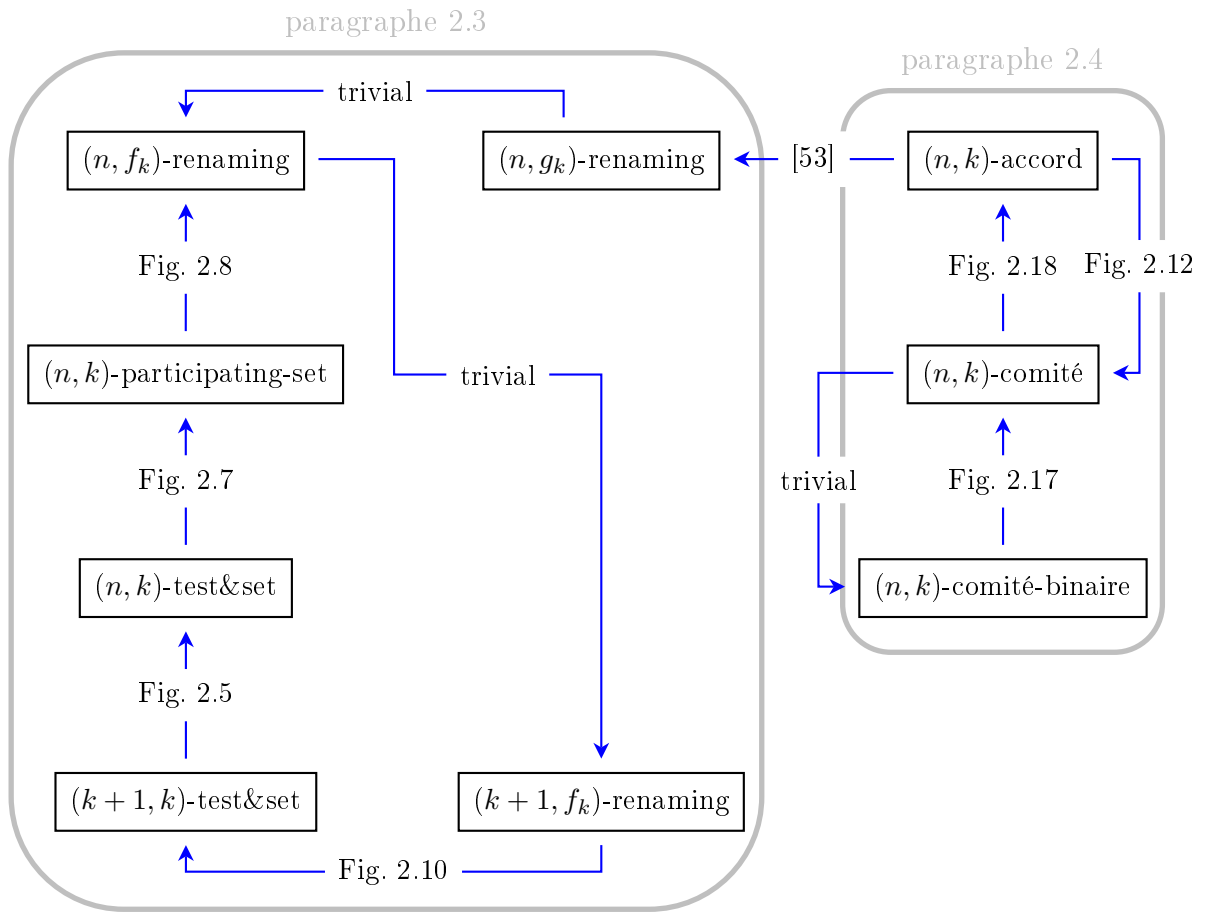 paragraphe 2.3
paragraphe 2.4
trivial
(n, f_k)-renaming
(n, g_k)-renaming
[53]
(n, k)-accord
Fig. 2.8
Fig. 2.18
Fig. 2.12
(n, k)-participating-set
trivial
(n, k)-comité
Fig. 2.7
trivial
Fig. 2.17
(n, k)-test&set
(n, k)-comité-binaire
Fig. 2.5
(k + 1, k)-test&set
(k + 1, f_k)-renaming
Fig. 2.10